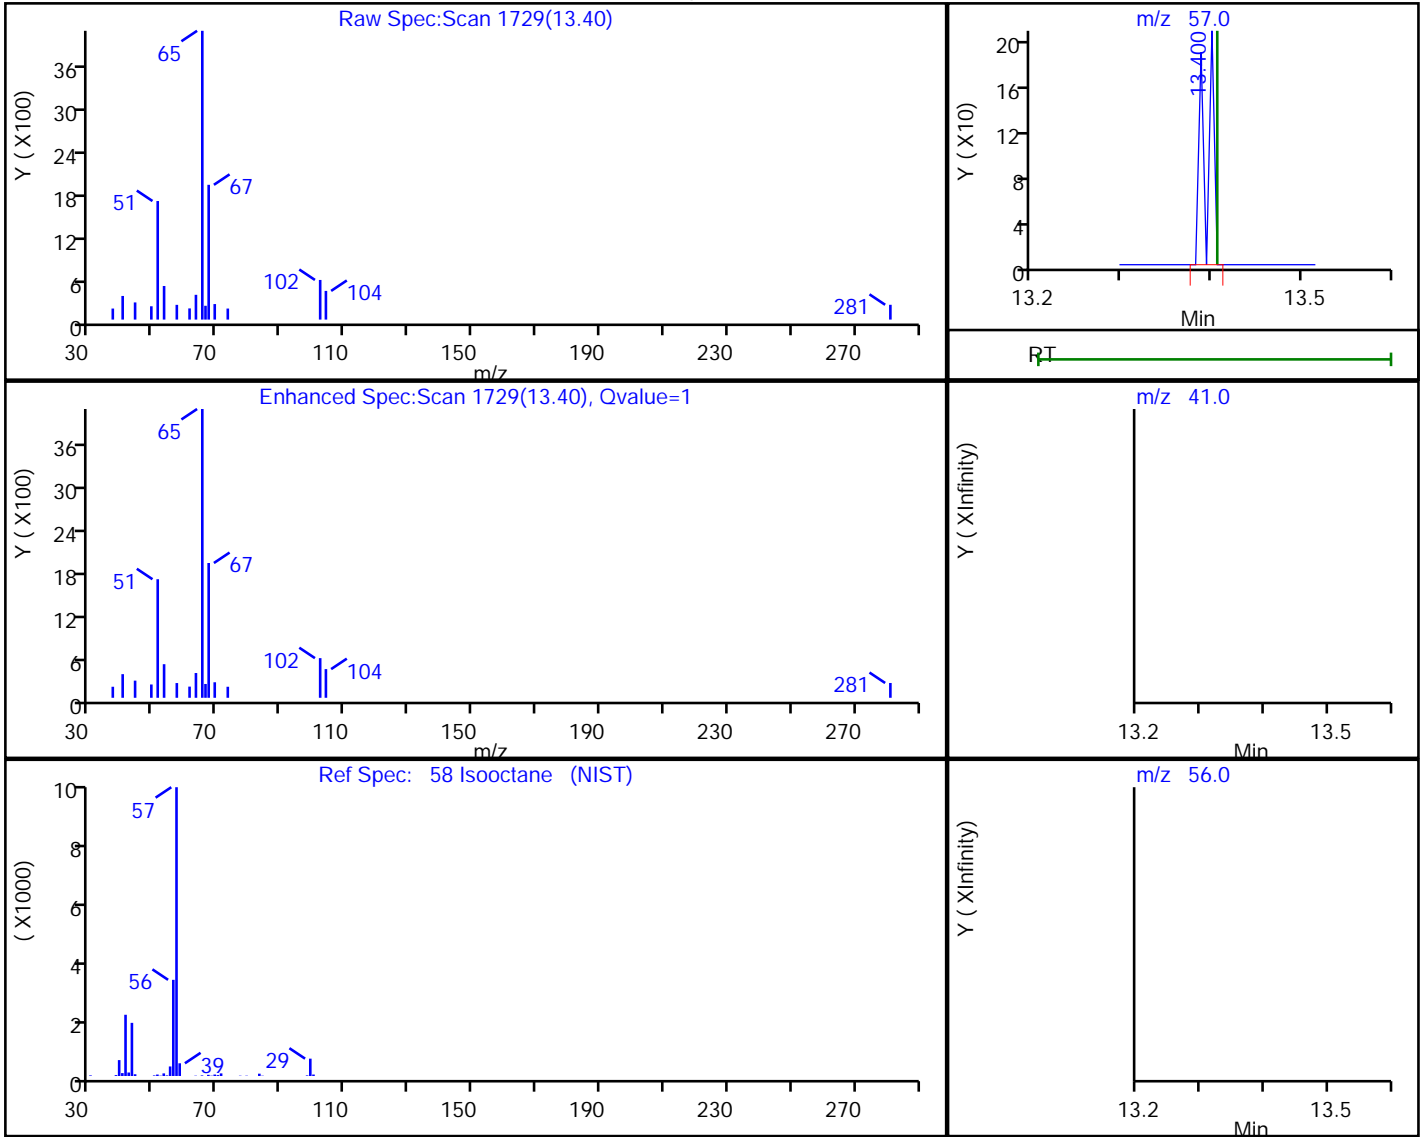 Raw Spec:Scan 1729(13.40)
Y ( X100)
36
30
24
18
12
6
0
65
51
67
102
104
281
30 70 110 150 190 230 270
m/z
m/z 57.0
Y ( X10)
20
16
12
8
4
0
13.400
13.2 13.5
Min
RT
Enhanced Spec:Scan 1729(13.40), Qvalue=1
Y ( X100)
36
30
24
18
12
6
0
65
51
67
102
104
281
30 70 110 150 190 230 270
m/z
m/z 41.0
Y ( XInfinity)
13.2 13.5
Min
Ref Spec: 58 Isooctane (NIST)
( X1000)
10
8
6
4
2
0
57
56
39
29
30 70 110 150 190 230 270
m/z 56.0
Y ( XInfinity)
13.2 13.5
Min